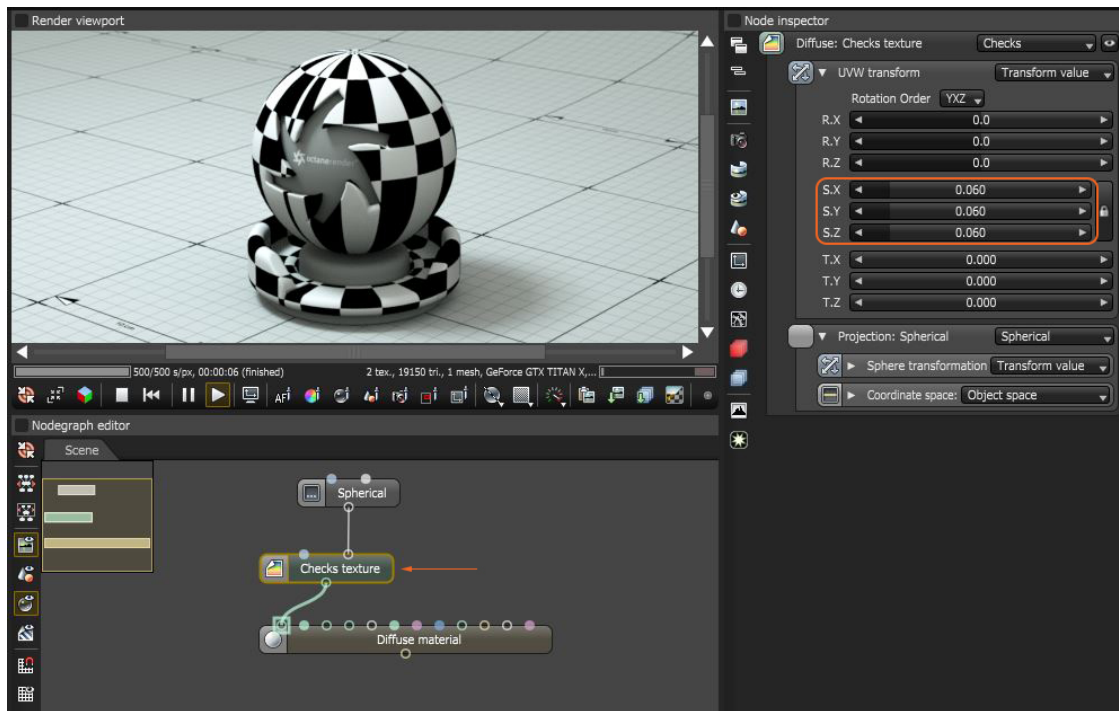 Render viewport
octanerender
500/500 s/px, 00:00:06 (finished)
2 tex., 19150 tri., 1 mesh, GeForce GTX TITAN X,...
AF
Nodegraph editor
Scene
Spherical
Checks texture
Diffuse material
Node inspector
Diffuse: Checks texture
Checks
UVW transform
Transform value
Rotation Order
YXZ
R.X
0.0
R.Y
0.0
R.Z
0.0
S.X
0.060
S.Y
0.060
S.Z
0.060
T.X
0.000
T.Y
0.000
T.Z
0.000
Projection: Spherical
Spherical
Sphere transformation
Transform value
Coordinate space:
Object space